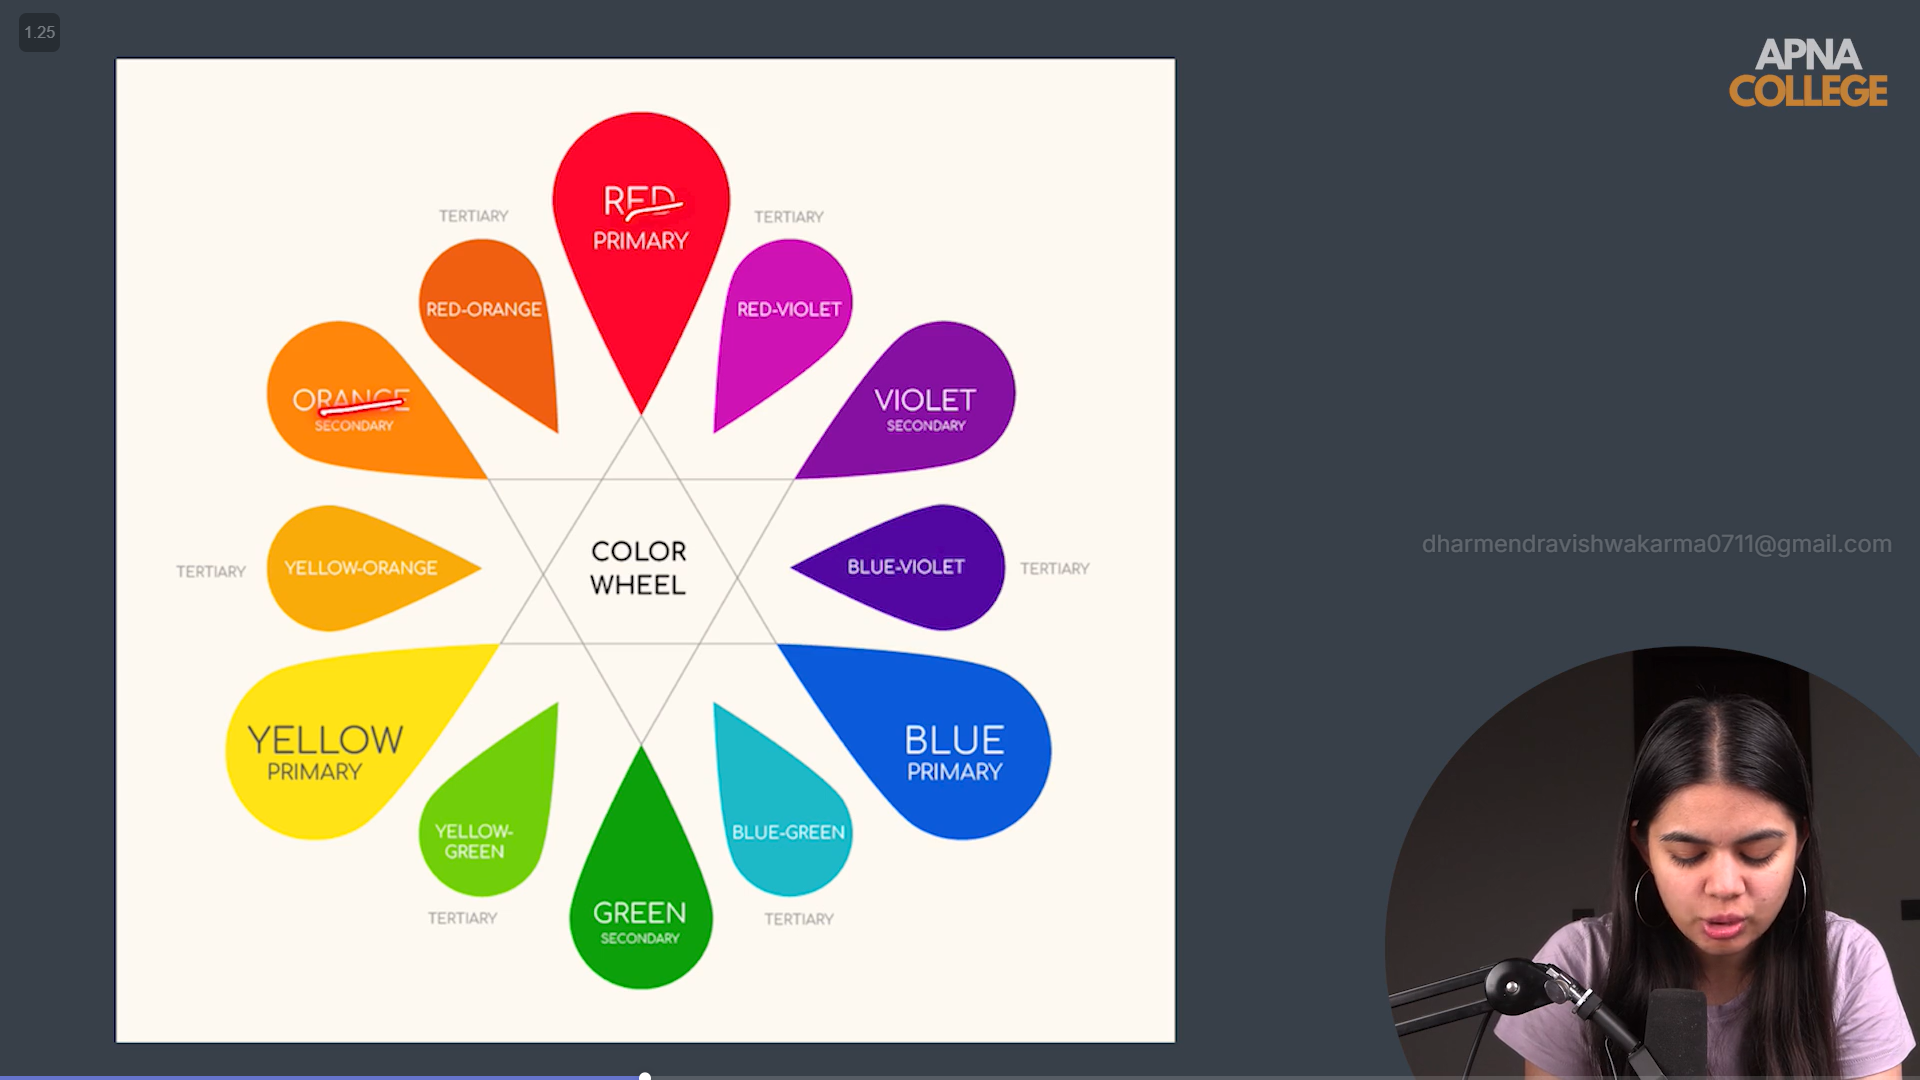 1.25
APNA
COLLEGE
RED
PRIMARY
TERTIARY
TERTIARY
RED-ORANGE
RED-VIOLET
ORANGE
SECONDARY
VIOLET
SECONDARY
COLOR
WHEEL
TERTIARY
YELLOW-ORANGE
BLUE-VIOLET
TERTIARY
dharmendravishwakarma0711@gmail.com
YELLOW
PRIMARY
BLUE
PRIMARY
YELLOW-
GREEN
BLUE-GREEN
TERTIARY
GREEN
SECONDARY
TERTIARY